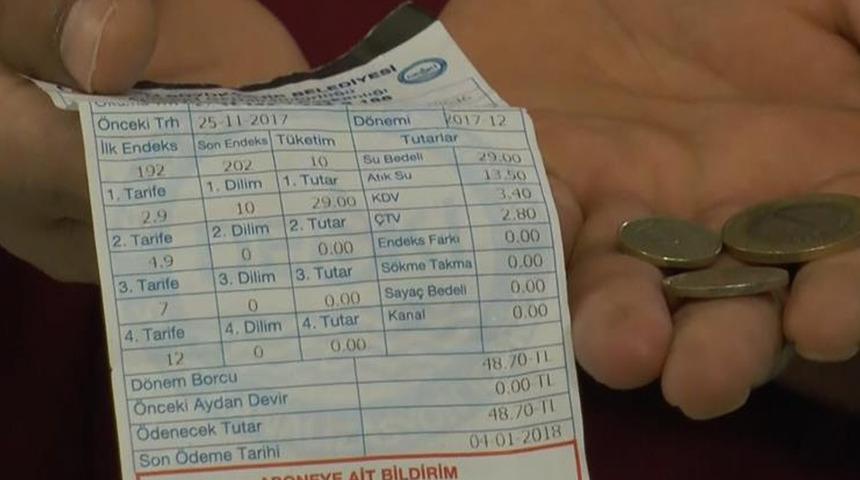 BELEDİYESİ
Önceki Trh 25-11-2017 Dönemi 2017-12
İlk Endeks Son Endeks Tüketim Tutarlar
192 202 10 Su Bedeli 29.00
1. Tarife 1. Dilim 1. Tutar Atık Su 13.50
2.9 10 29.00 KDV 3.40
2. Tarife 2. Dilim 2. Tutar ÇTV 2.80
4.9 0 0.00 Endeks Farkı 0.00
3. Tarife 3. Dilim 3. Tutar Sökme Takma 0.00
7 0 0.00 Sayaç Bedeli 0.00
4. Tarife 4. Dilim 4. Tutar Kanal 0.00
12 0 0.00
Dönem Borcu 48.70-TL
Önceki Aydan Devir 0.00 TL
Ödenecek Tutar 48.70-TL
Son Ödeme Tarihi 04-01-2018
ABONEYE AİT BİLDİRİM